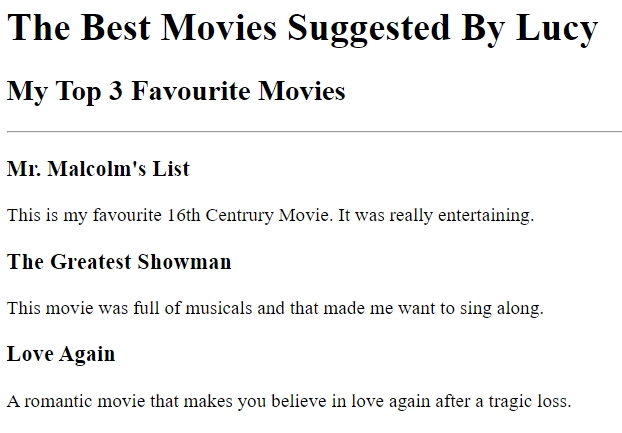 The Best Movies Suggested By Lucy
My Top 3 Favourite Movies
Mr. Malcolm's List
This is my favourite 16th Centrury Movie. It was really entertaining.
The Greatest Showman
This movie was full of musicals and that made me want to sing along.
Love Again
A romantic movie that makes you believe in love again after a tragic loss.